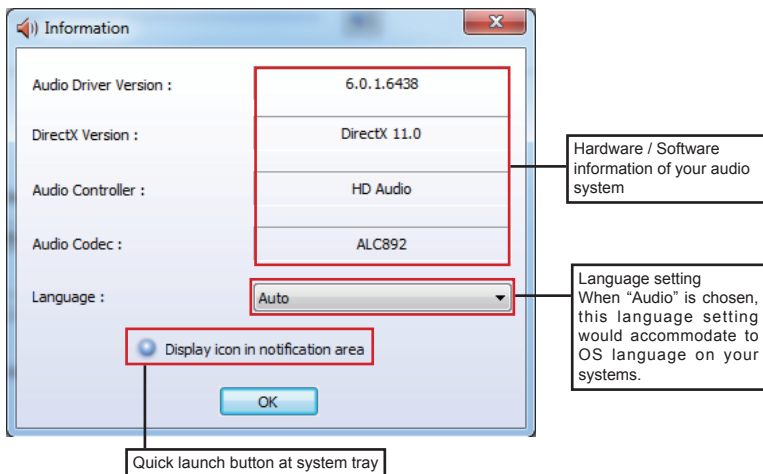 Information
Audio Driver Version :
6.0.1.6438
DirectX Version :
DirectX 11.0
Audio Controller :
HD Audio
Audio Codec :
ALC892
Language :
Auto
Display icon in notification area
OK
Hardware / Software
information of your audio
system
Language setting
When “Audio” is chosen,
this language setting
would accommodate to
OS language on your
systems.
Quick launch button at system tray